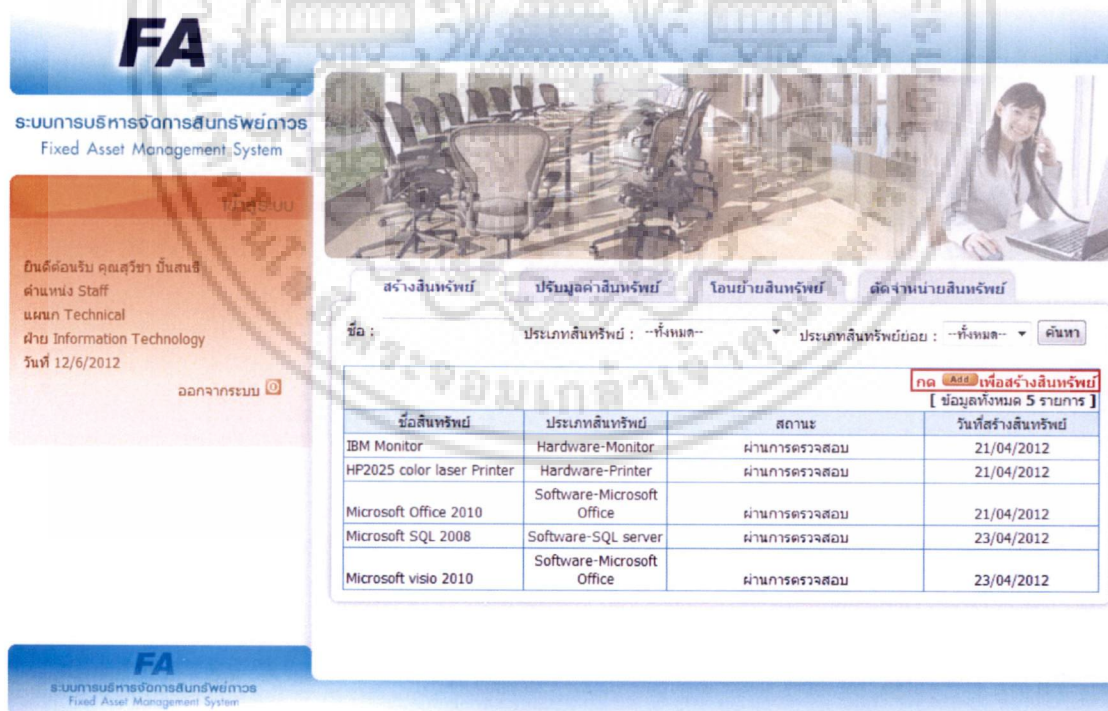 FA
ระบบการบริหารจัดการสินทรัพย์ถาวร
Fixed Asset Management System
เข้าสู่ระบบ
ยินดีต้อนรับ คุณสุวีชา ปั้นสนธิ
ตำแหน่ง Staff
แผนก Technical
ฝ่าย Information Technology
วันที่ 12/6/2012
ออกจากระบบ
สร้างสินทรัพย์ ปรับมูลค่าสินทรัพย์ โอนย้ายสินทรัพย์ ตัดจำหน่ายสินทรัพย์
ชื่อ : ประเภทสินทรัพย์ : --ทั้งหมด-- ประเภทสินทรัพย์ย่อย : --ทั้งหมด-- ค้นหา
กด Add เพื่อสร้างสินทรัพย์
[ ข้อมูลทั้งหมด 5 รายการ ]
ชื่อสินทรัพย์ ประเภทสินทรัพย์ สถานะ วันที่สร้างสินทรัพย์
IBM Monitor Hardware-Monitor ผ่านการตรวจสอบ 21/04/2012
HP2025 color laser Printer Hardware-Printer ผ่านการตรวจสอบ 21/04/2012
Software-Microsoft
Microsoft Office 2010 Office ผ่านการตรวจสอบ 21/04/2012
Microsoft SQL 2008 Software-SQL server ผ่านการตรวจสอบ 23/04/2012
Software-Microsoft
Microsoft visio 2010 Office ผ่านการตรวจสอบ 23/04/2012
FA
ระบบการบริหารจัดการสินทรัพย์ถาวร
Fixed Asset Management System